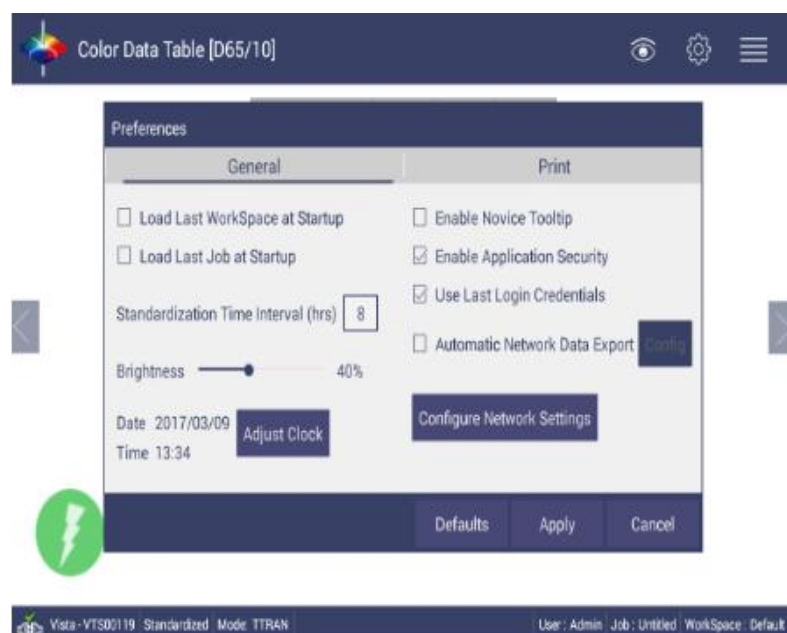 Color Data Table [D65/10]
Preferences
General Print
Load Last WorkSpace at Startup
Load Last Job at Startup
Standardization Time Interval (hrs) 8
Brightness 40%
Date 2017/03/09
Time 13:34
Adjust Clock
Enable Novice Tooltip
Enable Application Security
Use Last Login Credentials
Automatic Network Data Export Config
Configure Network Settings
Defaults Apply Cancel
Vista - VTS00119 Standardized Mode: TTRAN User : Admin Job : Untitled WorkSpace : Default